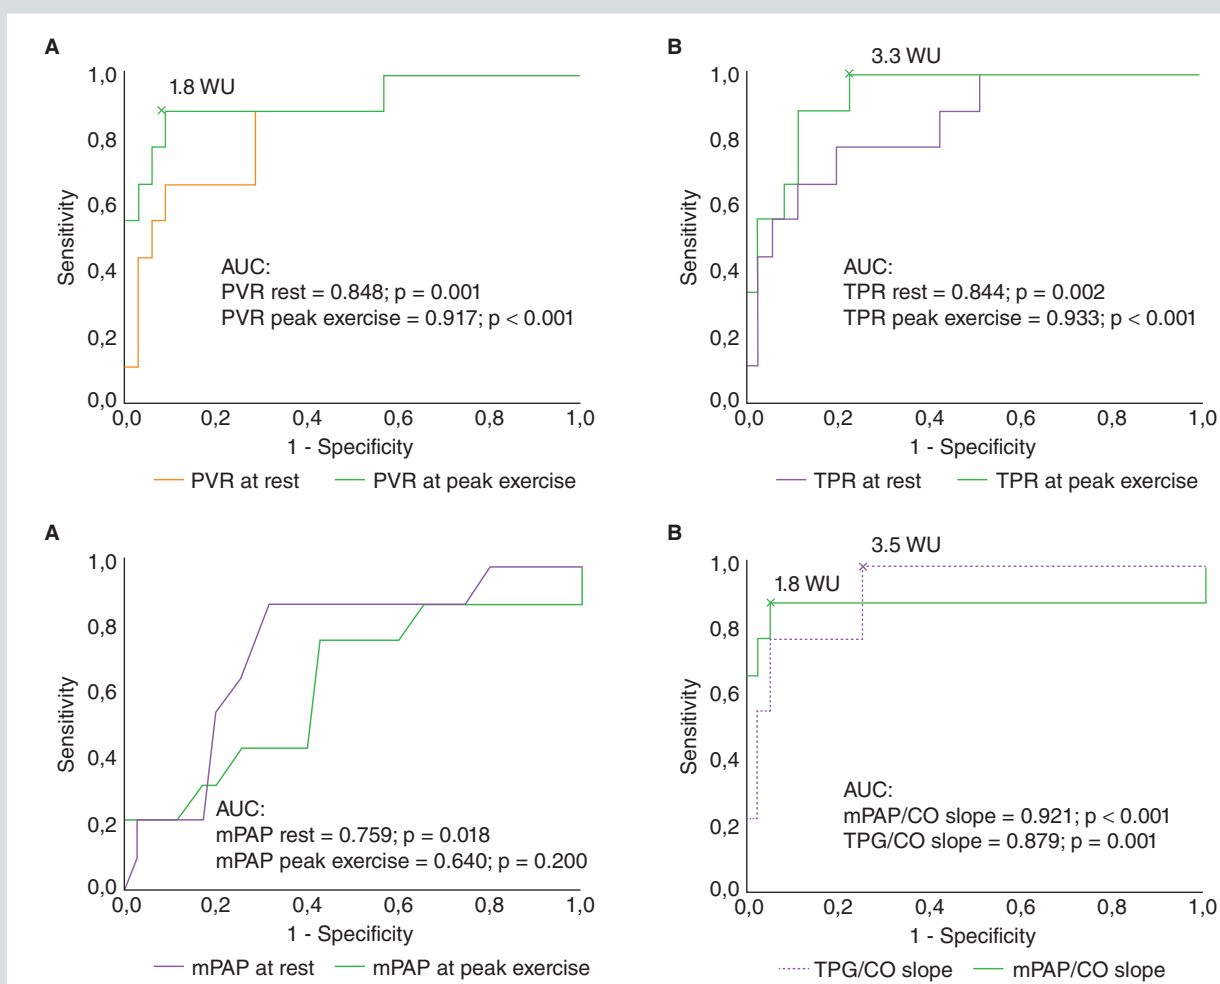 A
1.8 WU
1,0
0,8
0,6
0,4
0,2
0,0
Sensitivity
AUC:
PVR rest = 0.848; p = 0.001
PVR peak exercise = 0.917; p < 0.001
0,0 0,2 0,4 0,6 0,8 1,0
1 - Specificity
PVR at rest PVR at peak exercise
B
3.3 WU
1,0
0,8
0,6
0,4
0,2
0,0
Sensitivity
AUC:
TPR rest = 0.844; p = 0.002
TPR peak exercise = 0.933; p < 0.001
0,0 0,2 0,4 0,6 0,8 1,0
1 - Specificity
TPR at rest TPR at peak exercise
A
1,0
0,8
0,6
0,4
0,2
0,0
Sensitivity
AUC:
mPAP rest = 0.759; p = 0.018
mPAP peak exercise = 0.640; p = 0.200
0,0 0,2 0,4 0,6 0,8 1,0
1 - Specificity
mPAP at rest mPAP at peak exercise
B
3.5 WU
1.8 WU
1,0
0,8
0,6
0,4
0,2
0,0
Sensitivity
AUC:
mPAP/CO slope = 0.921; p < 0.001
TPG/CO slope = 0.879; p = 0.001
0,0 0,2 0,4 0,6 0,8 1,0
1 - Specificity
TPG/CO slope mPAP/CO slope